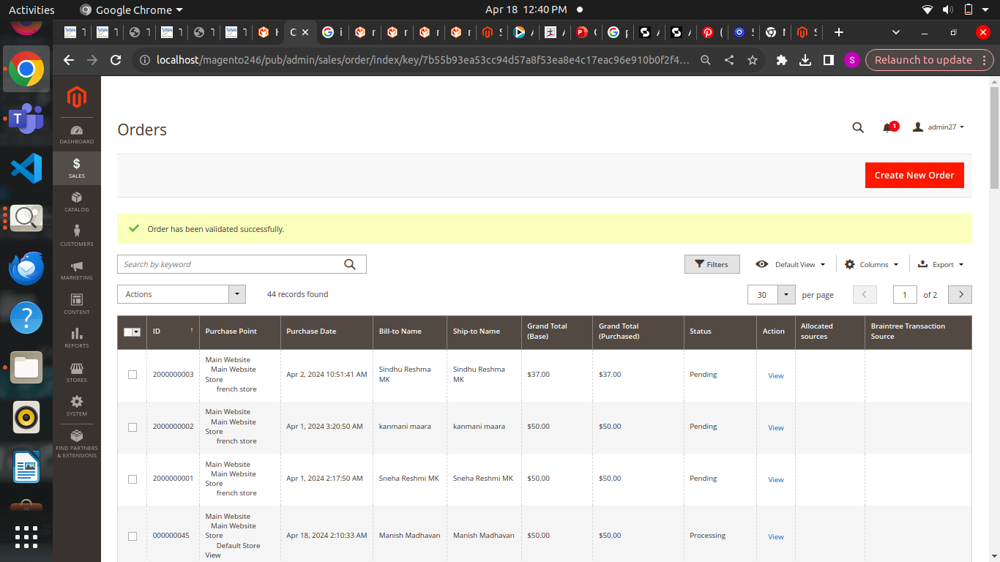 Activities
Google Chrome
Apr 18 12:40 PM
localhost/magento246/pub/admin/sales/order/index/key/7b55b93ea53cc94d57a8f53ea8e4c17eac96e910b0f2f4...
S
Relaunch to update
DASHBOARD
SALES
CATALOG
CUSTOMERS
MARKETING
CONTENT
REPORTS
STORES
SYSTEM
FIND PARTNERS
& EXTENSIONS
Orders
1
admin27
Create New Order
Order has been validated successfully.
Search by keyword
Filters
Default View
Columns
Export
Actions
44 records found
30
per page
1
of 2
ID ↑ Purchase Point Purchase Date Bill-to Name Ship-to Name Grand Total (Base) Grand Total (Purchased) Status Action Allocated sources Braintree Transaction Source
2000000003
Main Website
Main Website
Store
french store
Apr 2, 2024 10:51:41 AM
Sindhu Reshma
MK
Sindhu Reshma
MK
$37.00
$37.00
Pending
View
2000000002
Main Website
Main Website
Store
french store
Apr 1, 2024 3:20:50 AM
kanmani maara
kanmani maara
$50.00
$50.00
Pending
View
2000000001
Main Website
Main Website
Store
french store
Apr 1, 2024 2:17:50 AM
Sneha Reshmi MK
Sneha Reshmi MK
$50.00
$50.00
Pending
View
000000045
Main Website
Main Website
Store
Default Store
View
Apr 18, 2024 2:10:33 AM
Manish Madhavan
Manish Madhavan
$50.00
$50.00
Processing
View